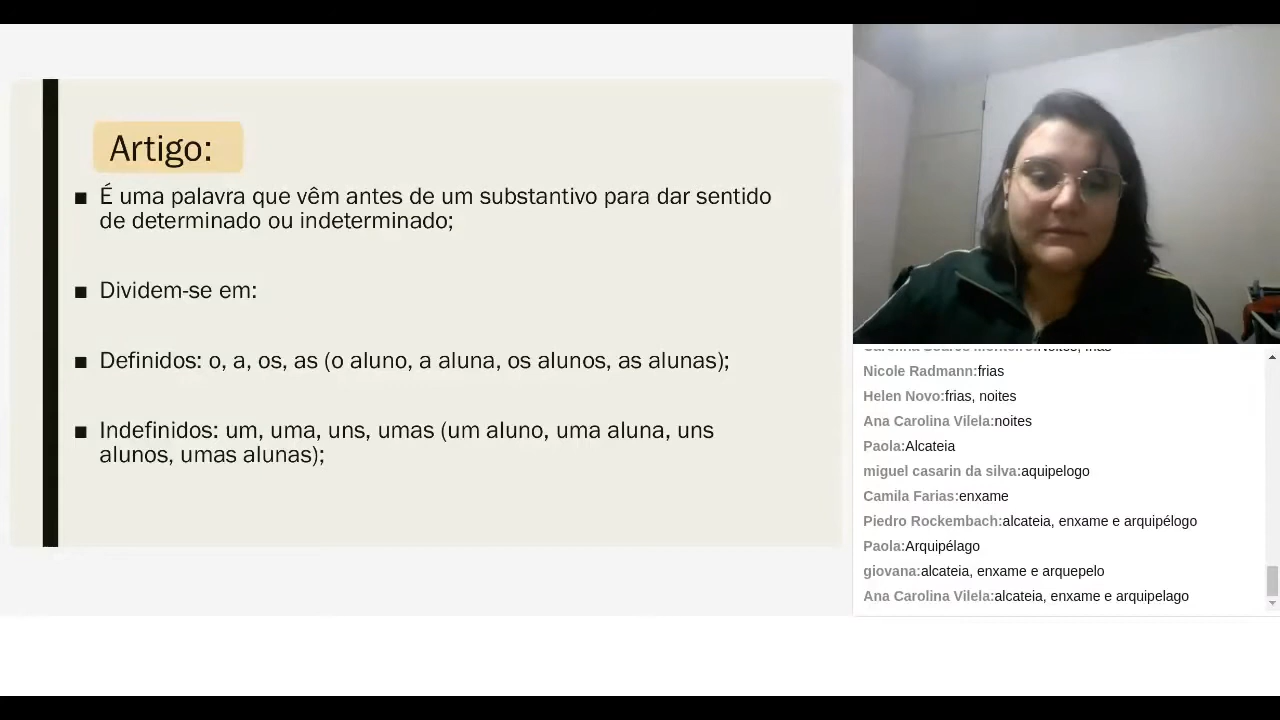 Artigo:
■ É uma palavra que vêm antes de um substantivo para dar sentido
de determinado ou indeterminado;
■ Dividem-se em:
■ Definidos: o, a, os, as (o aluno, a aluna, os alunos, as alunas);
■ Indefinidos: um, uma, uns, umas (um aluno, uma aluna, uns
alunos, umas alunas);
Nicole Radmann:frias
Helen Novo:frias, noites
Ana Carolina Vilela:noites
Paola:Alcateia
miguel casarin da silva:aquipelogo
Camila Farias:enxame
Piedro Rockembach:alcateia, enxame e arquipélogo
Paola:Arquipélago
giovana:alcateia, enxame e arquepelo
Ana Carolina Vilela:alcateia, enxame e arquipelago